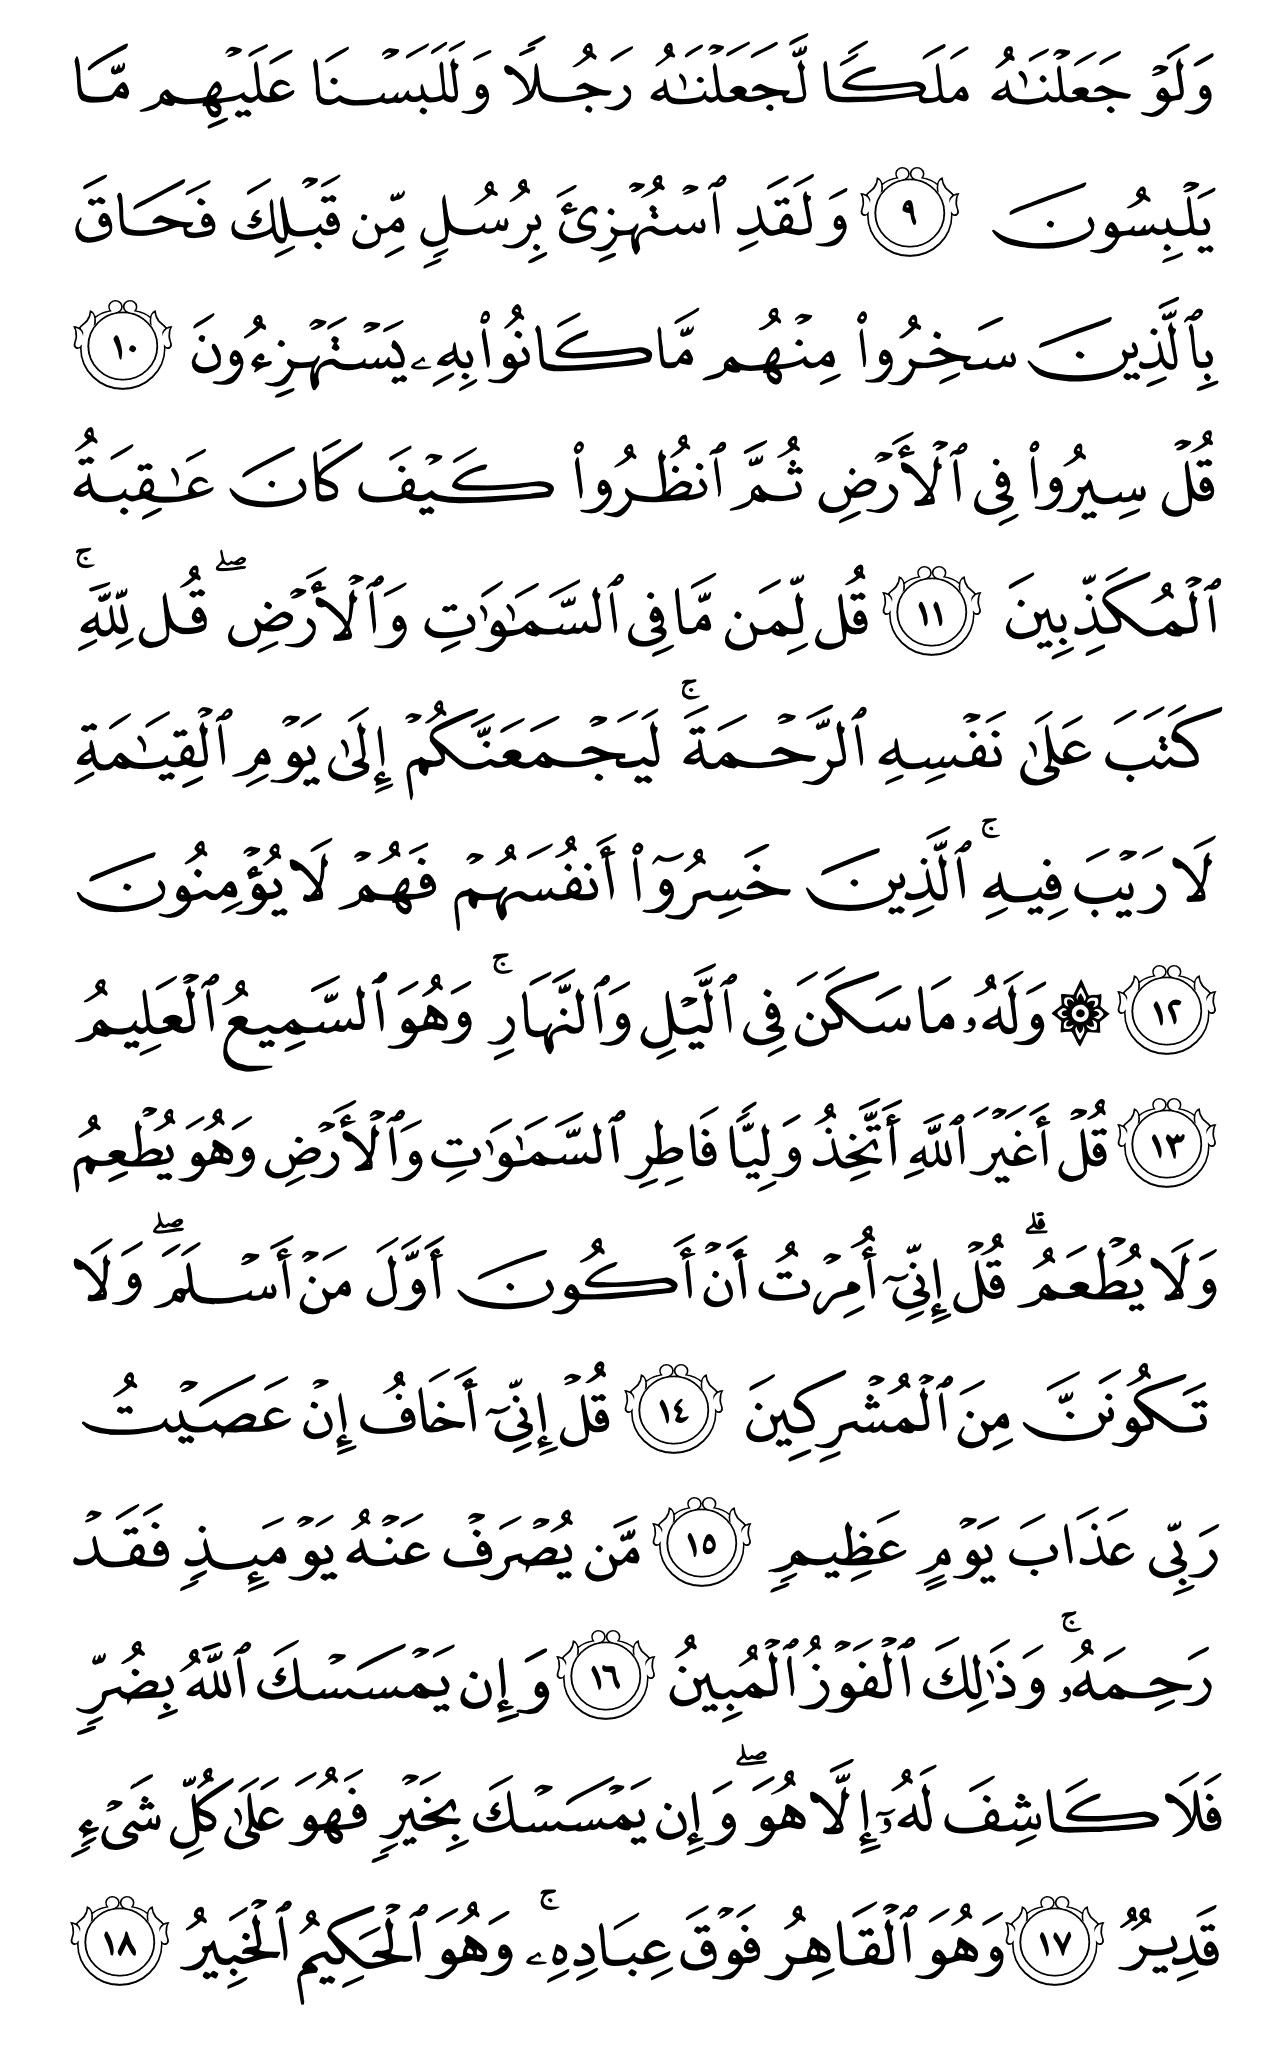 وَلَوْ جَعَلْنَـٰهُ مَلَكًا لَّجَعَلْنَـٰهُ رَجُلًا وَلَلَبَسْنَا عَلَيْهِم مَّا
يَلْبِسُونَ ٩ وَلَقَدِ ٱسْتُهْزِئَ بِرُسُلٍ مِّن قَبْلِكَ فَحَاقَ
بِٱلَّذِينَ سَخِرُوا۟ مِنْهُم مَّا كَانُوا۟ بِهِۦ يَسْتَهْزِءُونَ ١٠
قُلْ سِيرُوا۟ فِى ٱلْأَرْضِ ثُمَّ ٱنظُرُوا۟ كَيْفَ كَانَ عَـٰقِبَةُ
ٱلْمُكَذِّبِينَ ١١ قُل لِّمَن مَّا فِى ٱلسَّمَـٰوَٰتِ وَٱلْأَرْضِ ۖ قُل لِّلَّهِ ۚ
كَتَبَ عَلَىٰ نَفْسِهِ ٱلرَّحْمَةَ ۚ لَيَجْمَعَنَّكُمْ إِلَىٰ يَوْمِ ٱلْقِيَـٰمَةِ
لَا رَيْبَ فِيهِ ۚ ٱلَّذِينَ خَسِرُوٓا۟ أَنفُسَهُمْ فَهُمْ لَا يُؤْمِنُونَ
١٢ ۞ وَلَهُۥ مَا سَكَنَ فِى ٱلَّيْلِ وَٱلنَّهَارِ ۚ وَهُوَ ٱلسَّمِيعُ ٱلْعَلِيمُ
١٣ قُلْ أَغَيْرَ ٱللَّهِ أَتَّخِذُ وَلِيًّا فَاطِرِ ٱلسَّمَـٰوَٰتِ وَٱلْأَرْضِ وَهُوَ يُطْعِمُ
وَلَا يُطْعَمُ ۗ قُلْ إِنِّىٓ أُمِرْتُ أَنْ أَكُونَ أَوَّلَ مَنْ أَسْلَمَ ۖ وَلَا
تَكُونَنَّ مِنَ ٱلْمُشْرِكِينَ ١٤ قُلْ إِنِّىٓ أَخَافُ إِنْ عَصَيْتُ
رَبِّى عَذَابَ يَوْمٍ عَظِيمٍ ١٥ مَّن يُصْرَفْ عَنْهُ يَوْمَئِذٍ فَقَدْ
رَحِمَهُۥ ۚ وَذَٰلِكَ ٱلْفَوْزُ ٱلْمُبِينُ ١٦ وَإِن يَمْسَسْكَ ٱللَّهُ بِضُرٍّ
فَلَا كَاشِفَ لَهُۥٓ إِلَّا هُوَ ۖ وَإِن يَمْسَسْكَ بِخَيْرٍ فَهُوَ عَلَىٰ كُلِّ شَىْءٍ
قَدِيرٌ ١٧ وَهُوَ ٱلْقَاهِرُ فَوْقَ عِبَادِهِۦ ۚ وَهُوَ ٱلْحَكِيمُ ٱلْخَبِيرُ ١٨